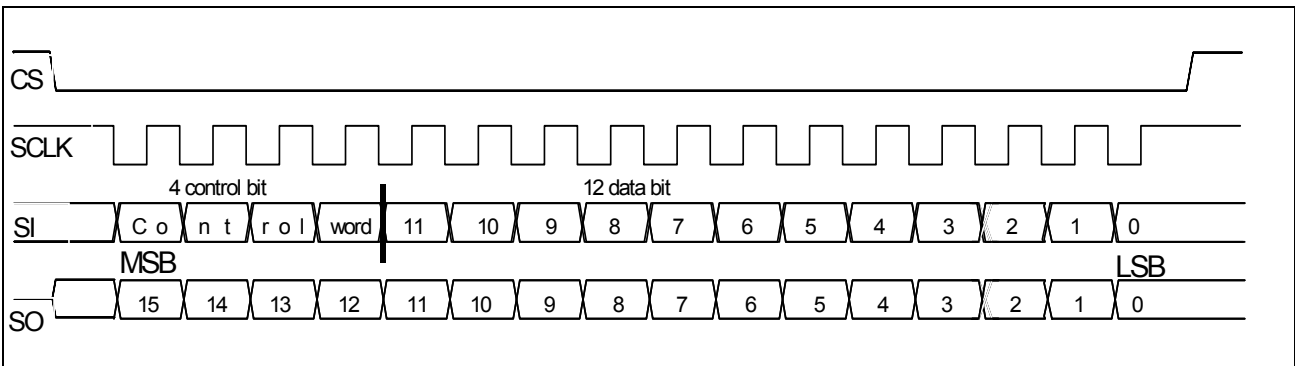 CS
SCLK
4 control bit 12 data bit
SI C o n t r o l word 11 10 9 8 7 6 5 4 3 2 1 0
MSB LSB
SO 15 14 13 12 11 10 9 8 7 6 5 4 3 2 1 0